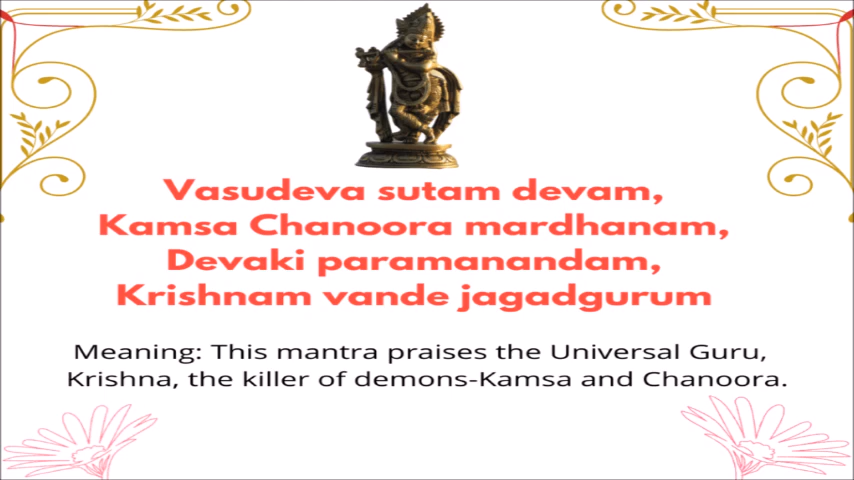 Vasudeva sutam devam,
Kamsa Chanoora mardhanam,
Devaki paramanandam,
Krishnam vande jagadgurum
Meaning: This mantra praises the Universal Guru,
Krishna, the killer of demons-Kamsa and Chanoora.